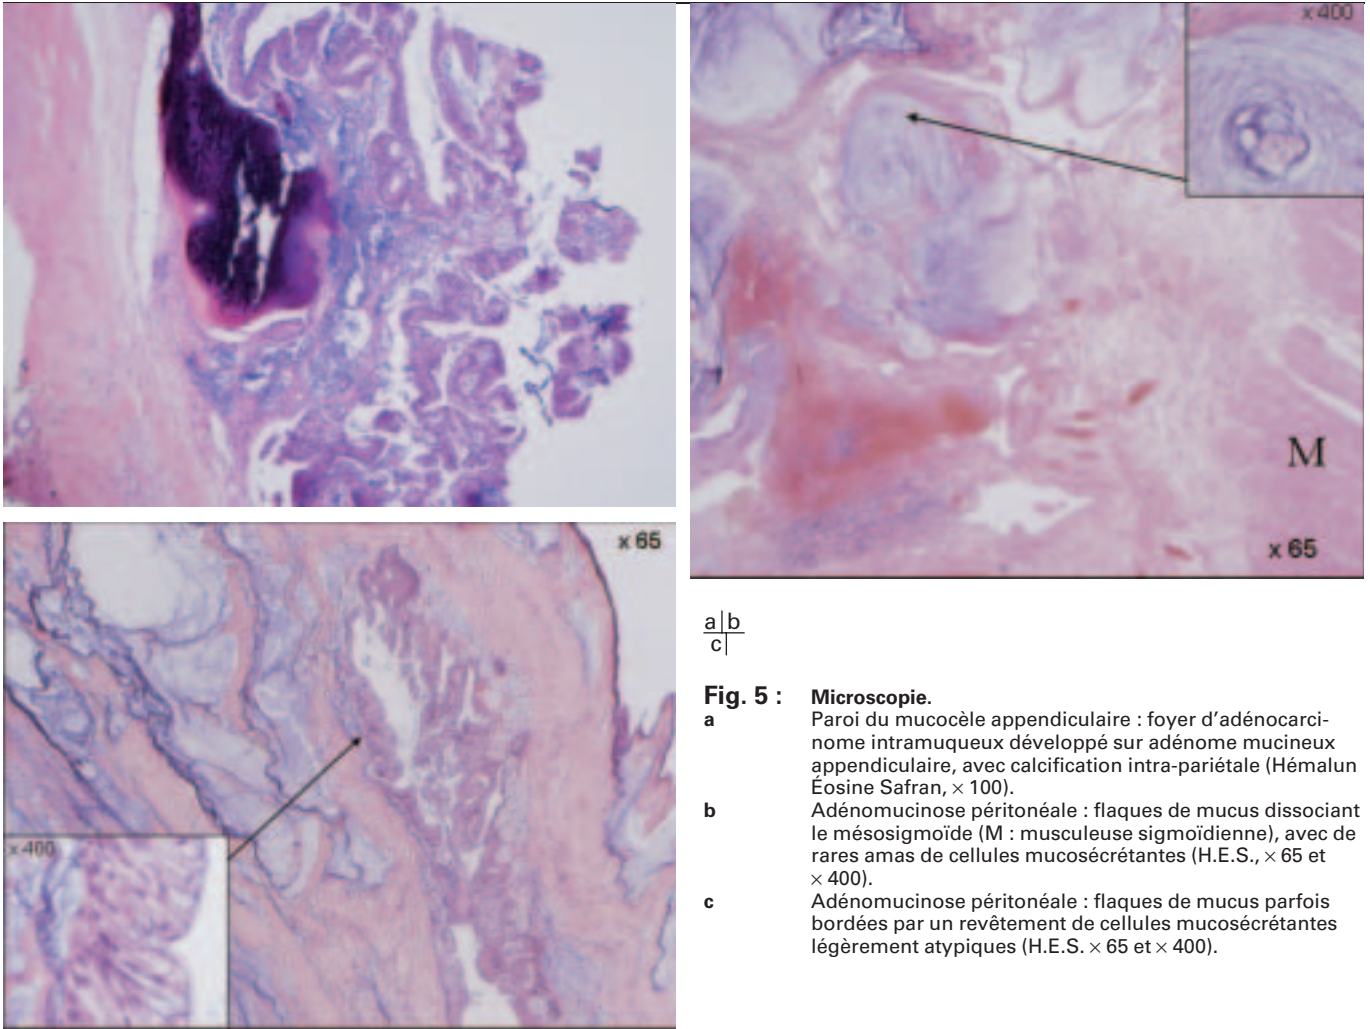 x 400
M
x 65
x 65
x 400
a b
c
Fig. 5 : Microscopie.
a Paroi du mucocèle appendiculaire : foyer d'adénocarci-
nome intramuqueux développé sur adénome mucineux
appendiculaire, avec calcification intra-pariétale (Hémalun
Éosine Safran, × 100).
b Adénomucinose péritonéale : flaques de mucus dissociant
le mésosigmoïde (M : musculeuse sigmoïdienne), avec de
rares amas de cellules mucosécrétantes (H.E.S., × 65 et
× 400).
c Adénomucinose péritonéale : flaques de mucus parfois
bordées par un revêtement de cellules mucosécrétantes
légèrement atypiques (H.E.S. × 65 et × 400).